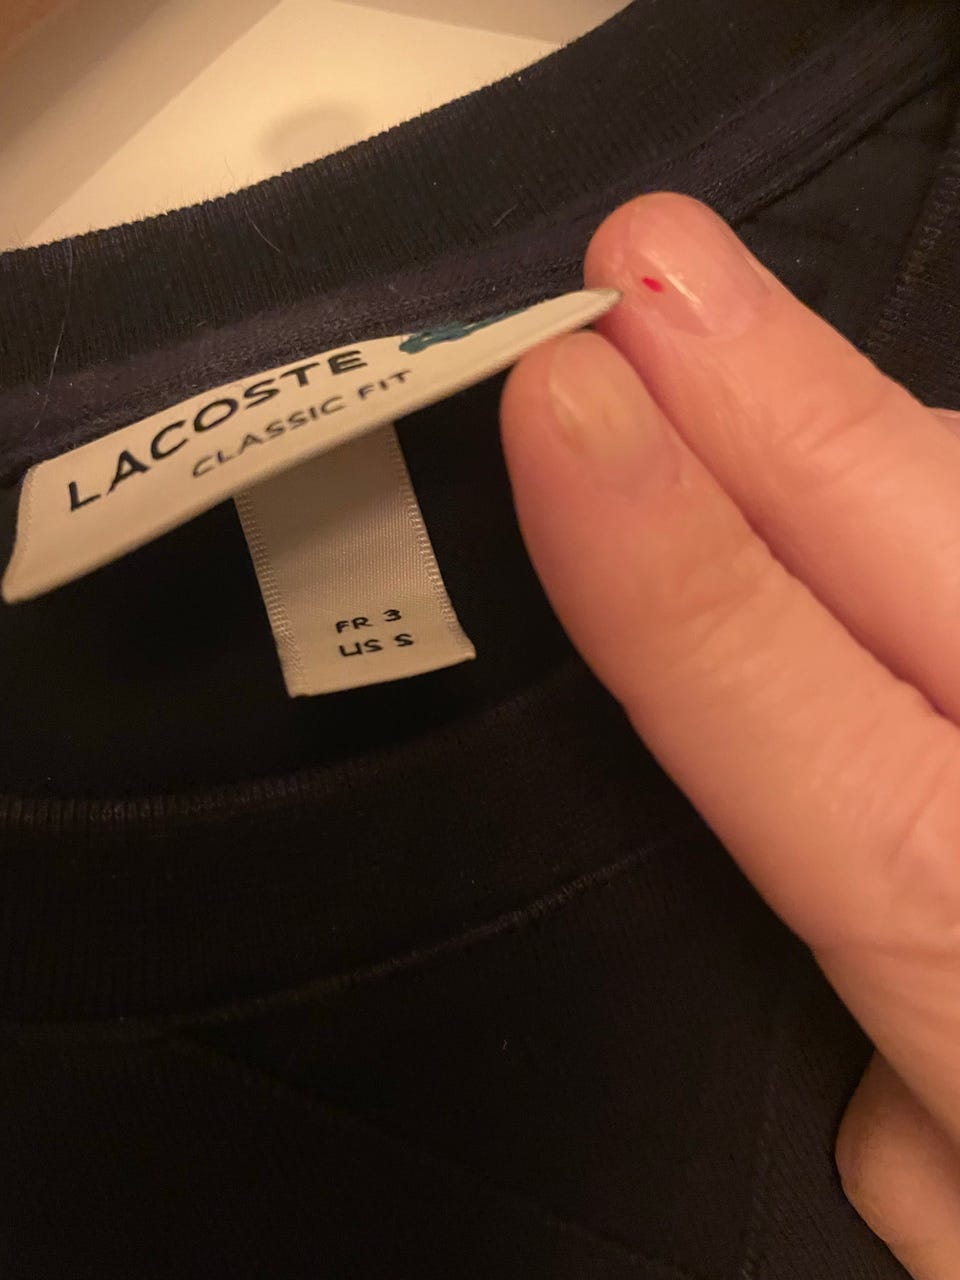 LACOSTE
CLASSIC FIT
FR 3
US S